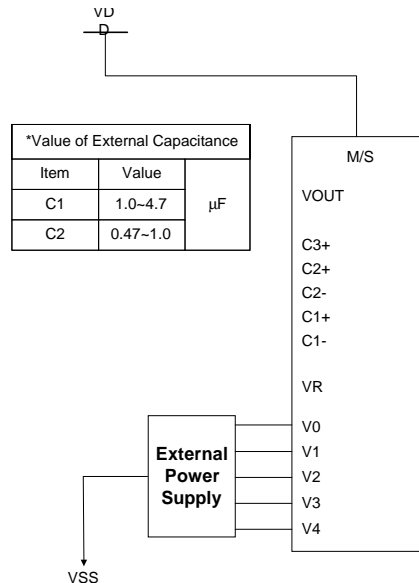 VD
D
*Value of External Capacitance
Item Value
C1 1.0~4.7 μF
C2 0.47~1.0
M/S
VOUT
C3+
C2+
C2-
C1+
C1-
VR
V0
V1
V2
V3
V4
External
Power
Supply
VSS